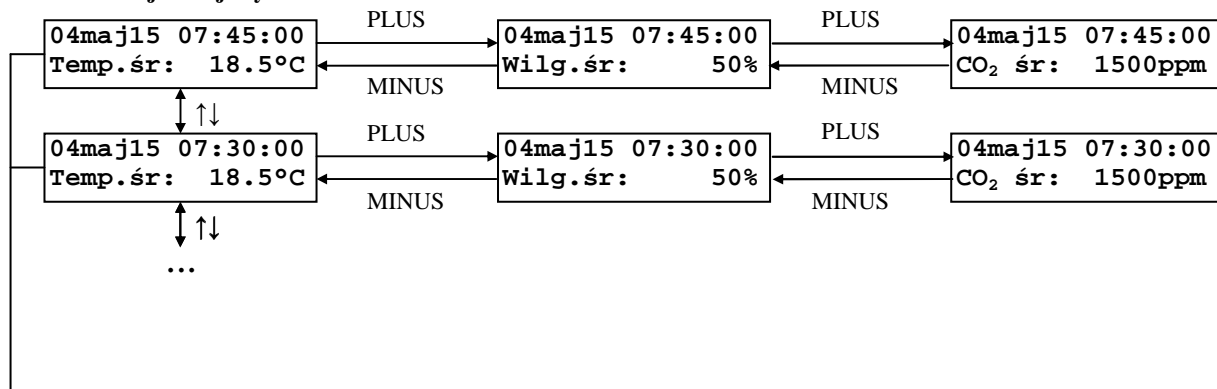 PLUS PLUS
04maj15 07:45:00 04maj15 07:45:00 04maj15 07:45:00
Temp.śr: 18.5°C Wilg.śr: 50% CO₂ śr: 1500ppm
MINUS MINUS
↑↓
PLUS PLUS
04maj15 07:30:00 04maj15 07:30:00 04maj15 07:30:00
Temp.śr: 18.5°C Wilg.śr: 50% CO₂ śr: 1500ppm
MINUS MINUS
↑↓
...